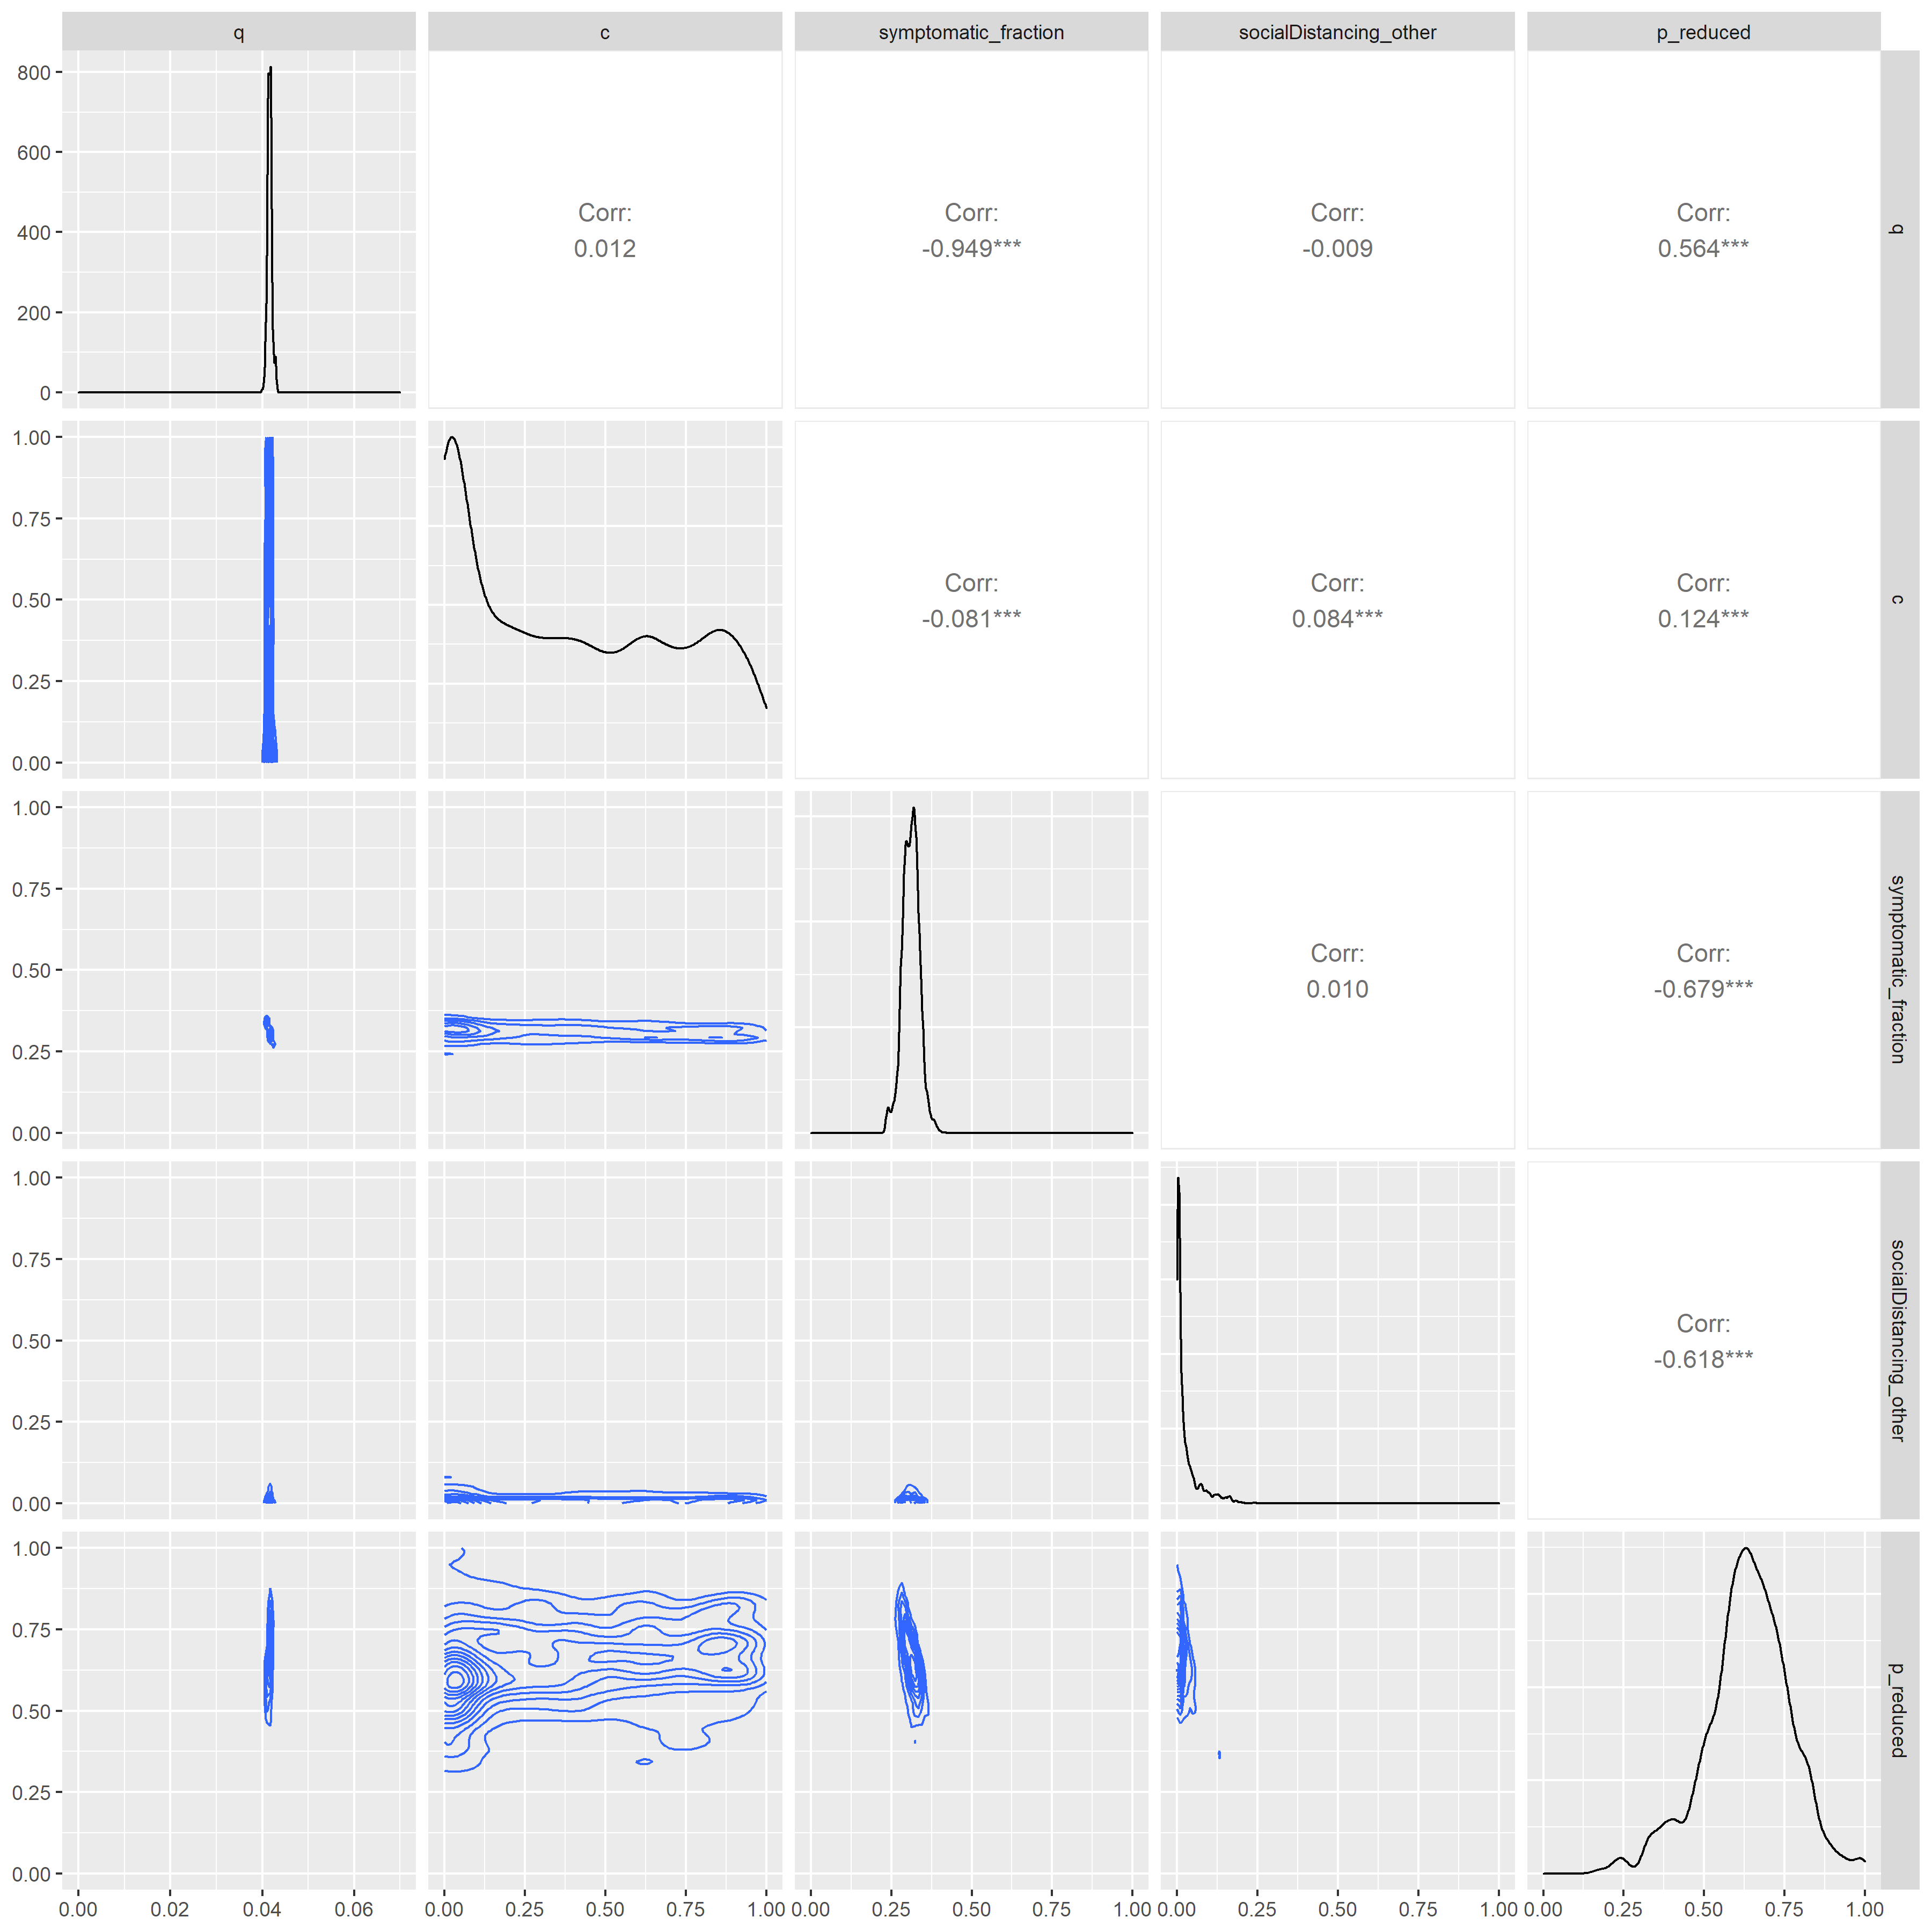 q
c
symptomatic_fraction
socialDistancing_other
p_reduced
800
600
400
200
0
Corr:
0.012
Corr:
-0.949***
Corr:
-0.009
Corr:
0.564***
q
1.00
0.75
0.50
0.25
0.00
Corr:
-0.081***
Corr:
0.084***
Corr:
0.124***
c
1.00
0.75
0.50
0.25
0.00
Corr:
0.010
Corr:
-0.679***
symptomatic_fraction
1.00
0.75
0.50
0.25
0.00
Corr:
-0.618***
socialDistancing_other
1.00
0.75
0.50
0.25
0.00
p_reduced
0.00 0.02 0.04 0.06
0.00 0.25 0.50 0.75 1.00
0.00 0.25 0.50 0.75 1.00
0.00 0.25 0.50 0.75 1.00
0.00 0.25 0.50 0.75 1.00